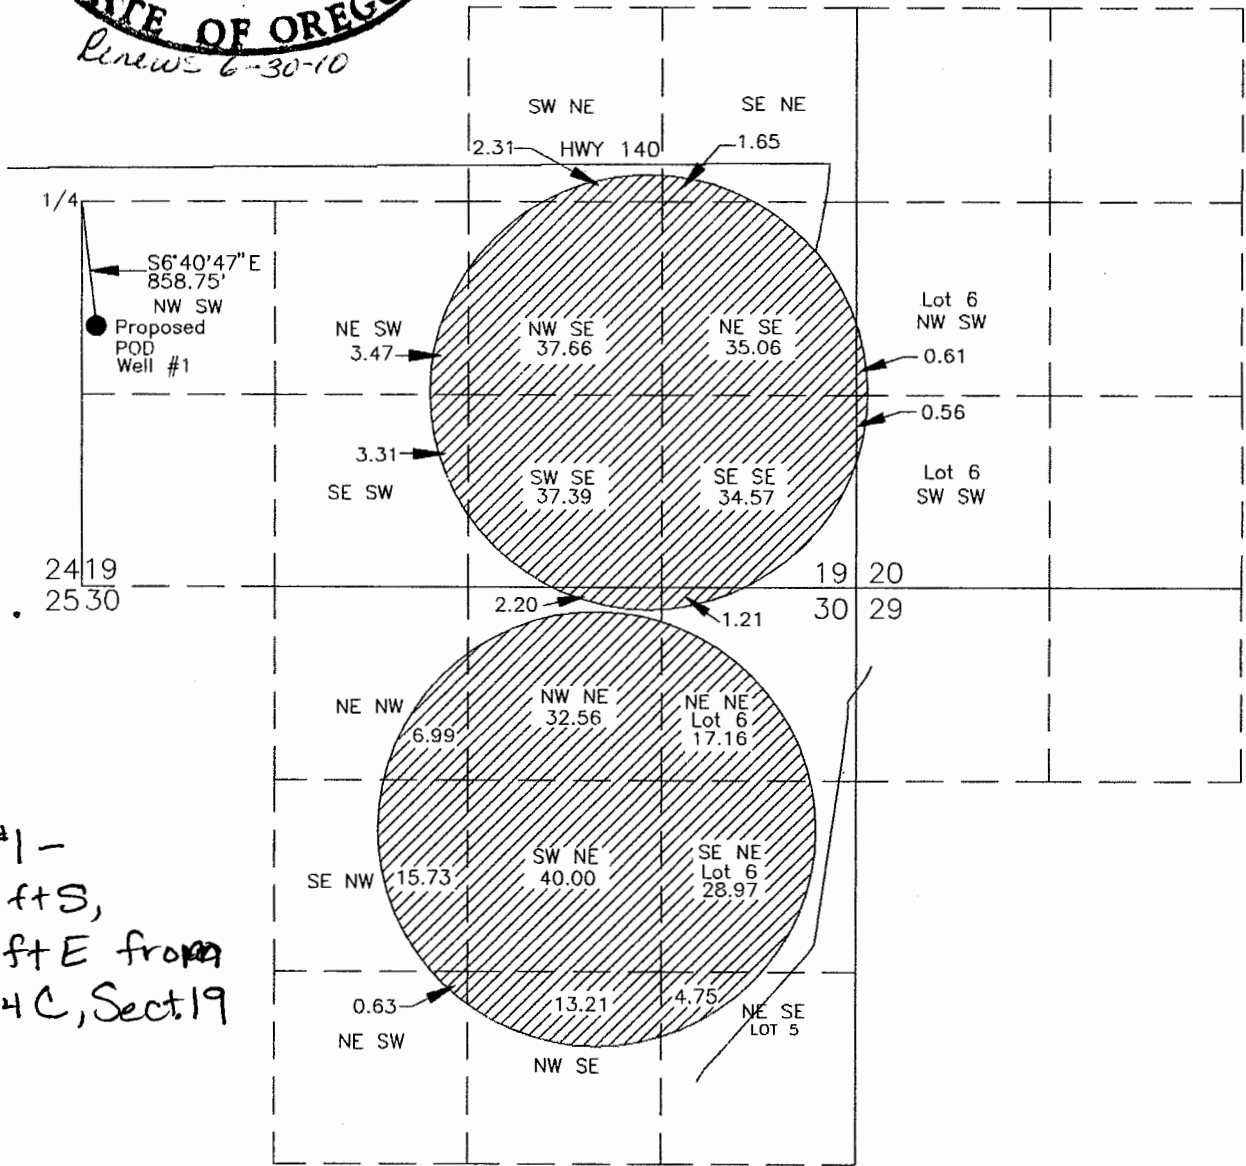 OF OREGO
Renews 6-30-10
SW NE
SE NE
2.31
HWY 140
1.65
1/4
S6°40'47"E
858.75'
NW SW
Proposed
POD
Well #1
NE SW
3.47
NW SE
37.66
NE SE
35.06
Lot 6
NW SW
0.61
0.56
3.31
SE SW
SW SE
37.39
SE SE
34.57
Lot 6
SW SW
24 19
25 30
19 20
30 29
2.20
1.21
NE NW
6.99
NW NE
32.56
NE NE
Lot 6
17.16
SE NW
15.73
SW NE
40.00
SE NE
Lot 6
28.97
#1 -
ft S,
ft E from
4 C, Sect. 19
0.63
NE SW
13.21
NW SE
4.75
NE SE
LOT 5